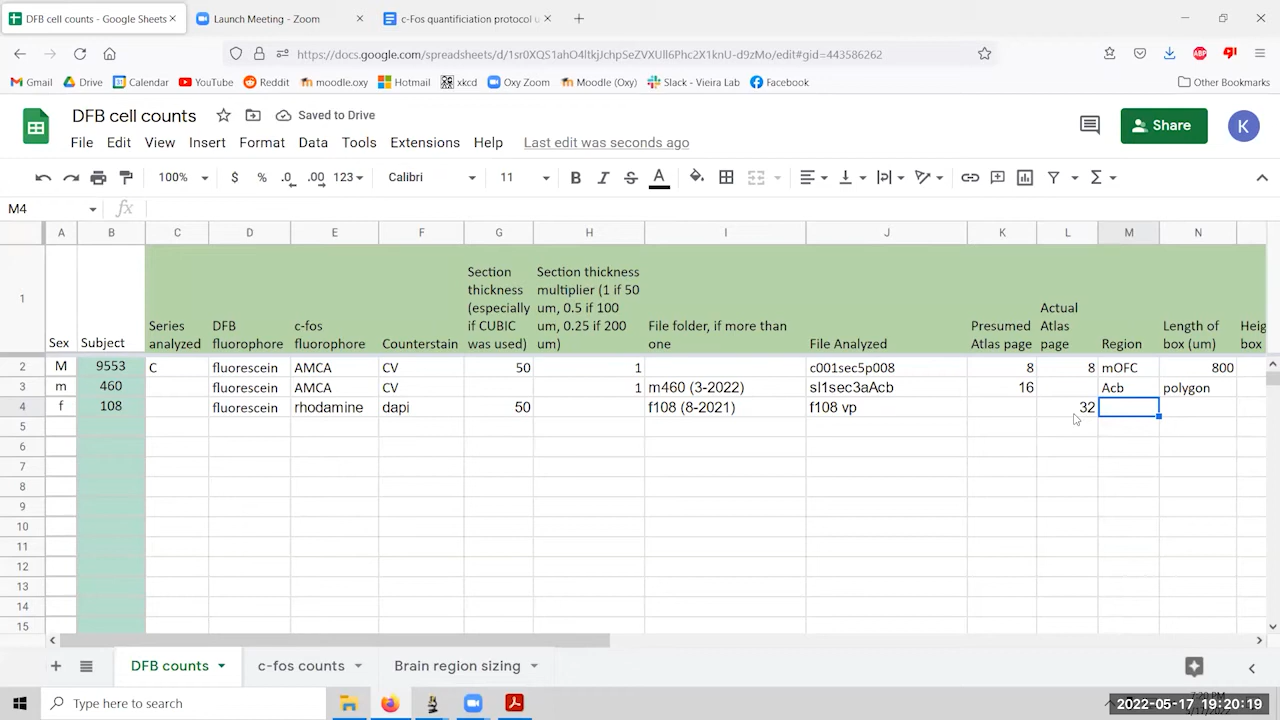 DFB cell counts - Google Sheets
Launch Meeting - Zoom
c-Fos quantificiation protocol u
https://docs.google.com/spreadsheets/d/1sr0XQS1ahO4ltkjJchpSeZVXUll6Phc2X1knU-d9zMo/edit#gid=443586262
Gmail Drive Calendar YouTube Reddit moodle.oxy Hotmail xkcd Oxy Zoom Moodle (Oxy) Slack - Vieira Lab Facebook Other Bookmarks
DFB cell counts Saved to Drive
Share K
File Edit View Insert Format Data Tools Extensions Help Last edit was seconds ago
100% $ % .0 .00 123 Calibri 11 B I S A
M4 fx
A B C D E F G H I J K L M N
1 Sex Subject Series analyzed DFB fluorophore c-fos fluorophore Counterstain Section thickness (especially if CUBIC was used) Section thickness multiplier (1 if 50 um, 0.5 if 100 um, 0.25 if 200 um) File folder, if more than one File Analyzed Presumed Atlas page Actual Atlas page Region Length of box (um) box
2 M 9553 C fluorescein AMCA CV 50 1 c001sec5p008 8 8 mOFC 800
3 m 460 fluorescein AMCA CV 1 m460 (3-2022) sl1sec3aAcb 16 Acb polygon
4 f 108 fluorescein rhodamine dapi 50 f108 (8-2021) f108 vp 32
5
6
7
8
9
10
11
12
13
14
15
DFB counts c-fos counts Brain region sizing
Type here to search
2022-05-17 19:20:19